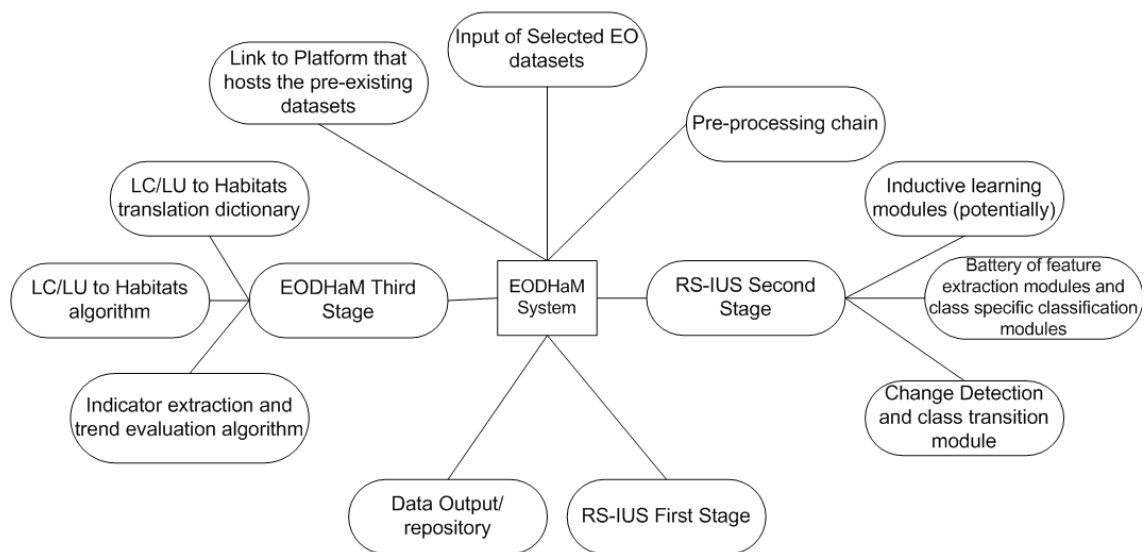 Input of Selected EO
datasets
Link to Platform that
hosts the pre-existing
datasets
Pre-processing chain
LC/LU to Habitats
translation dictionary
Inductive learning
modules (potentially)
LC/LU to Habitats
algorithm
EODHaM Third
Stage
EODHaM
System
RS-IUS Second
Stage
Battery of feature
extraction modules and
class specific classification
modules
Indicator extraction and
trend evaluation algorithm
Change Detection
and class transition
module
Data Output/
repository
RS-IUS First Stage